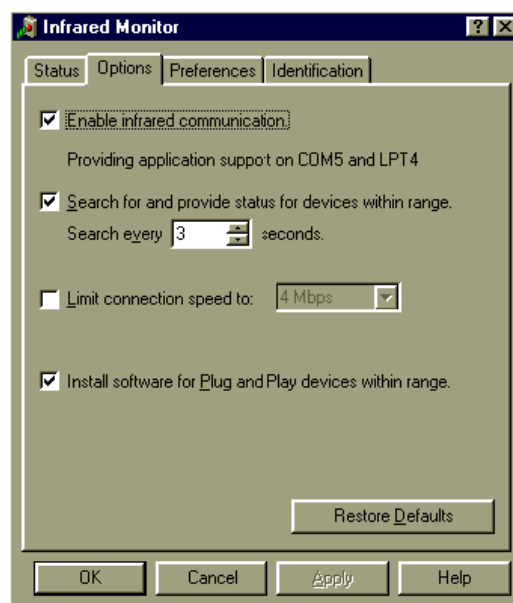 Infrared Monitor
Status Options Preferences Identification
Enable infrared communication.
Providing application support on COM5 and LPT4
Search for and provide status for devices within range.
Search every 3 seconds.
Limit connection speed to: 4 Mbps
Install software for Plug and Play devices within range.
Restore Defaults
OK Cancel Apply Help